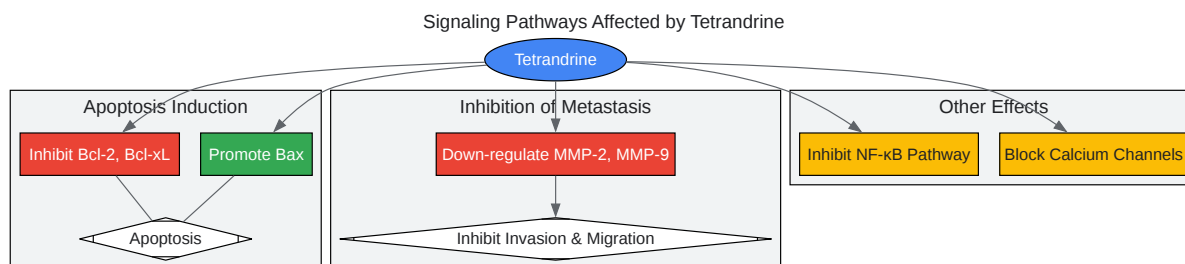 Signaling Pathways Affected by Tetrandrine
Tetrandrine
Apoptosis Induction
Inhibit Bcl-2, Bcl-xL
Promote Bax
Apoptosis
Inhibition of Metastasis
Down-regulate MMP-2, MMP-9
Inhibit Invasion & Migration
Other Effects
Inhibit NF-κB Pathway
Block Calcium Channels